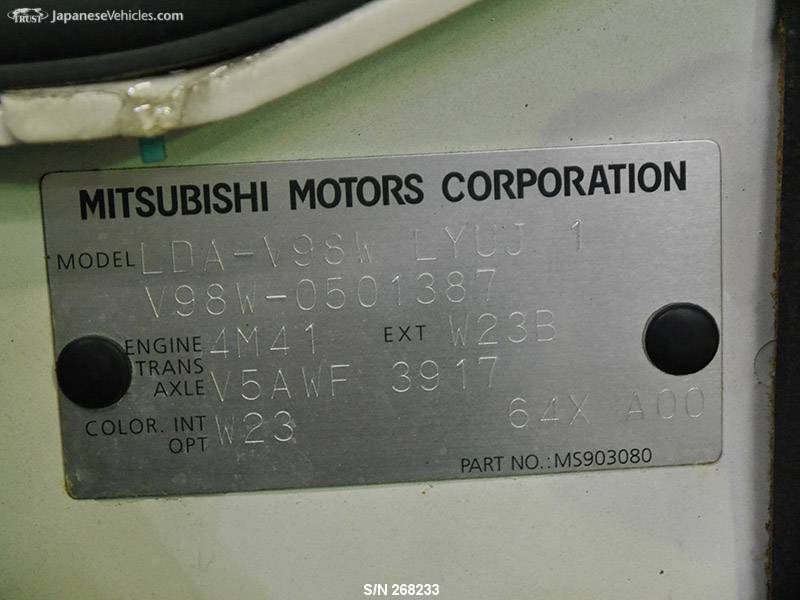 TRUST JapaneseVehicles.com
MITSUBISHI MOTORS CORPORATION
MODEL LDA-V98W LYUJ 1
V98W-0501387
ENGINE 4M41 EXT W23B
TRANS
AXLE V5AWF 3917
COLOR. INT W23 64X A00
OPT
PART NO.: MS903080
S/N 268233